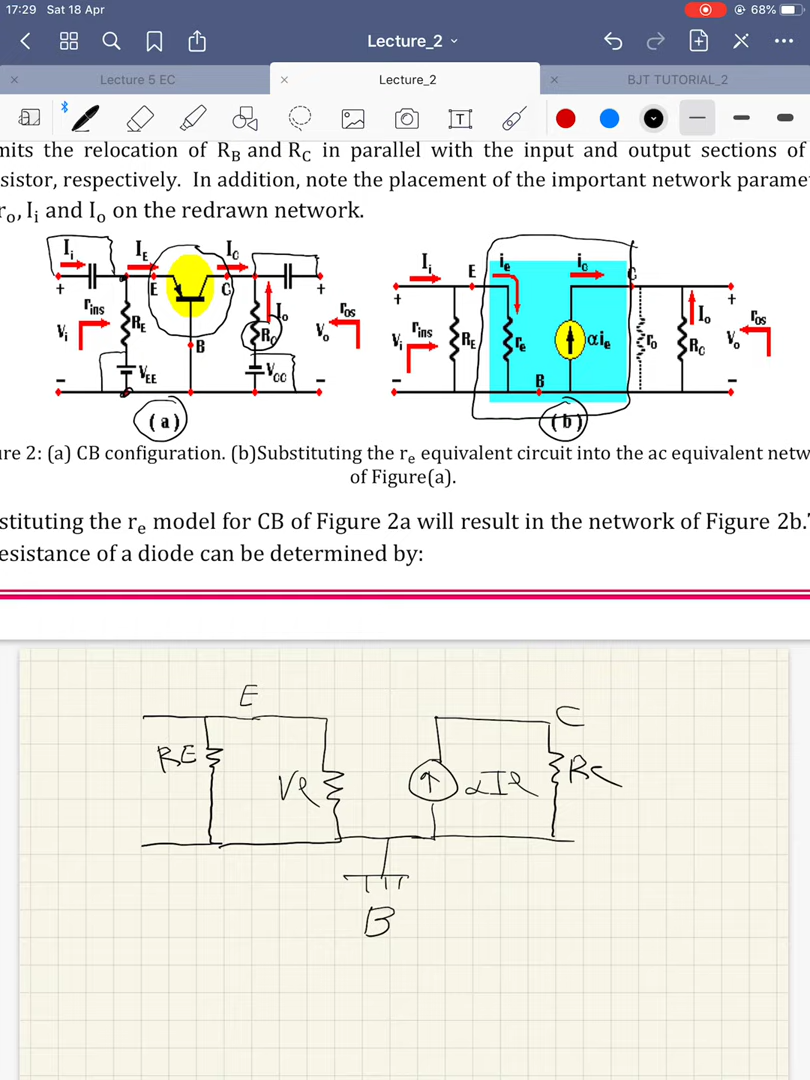 17:29 Sat 18 Apr
68%
Lecture_2
Lecture 5 EC
Lecture_2
BJT TUTORIAL_2
mits the relocation of RB and RC in parallel with the input and output sections of
sistor, respectively. In addition, note the placement of the important network parame
ro, Ii and Io on the redrawn network.
Ii IE IC
+ E C +
rins RE Io ros
Vi RC Vo
B
VEE VCC
(a)
Ii E ie ic C
+ +
rins RE re αie ro RC Io ros
Vi Vo
B
(b)
ure 2: (a) CB configuration. (b)Substituting the re equivalent circuit into the ac equivalent netw
of Figure(a).
stituting the re model for CB of Figure 2a will result in the network of Figure 2b.
esistance of a diode can be determined by:
E
C
RE
re
αIe
Rc
B